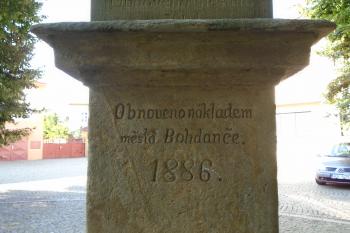 Obnoveno nákladem
města Bohdanče.
1886.